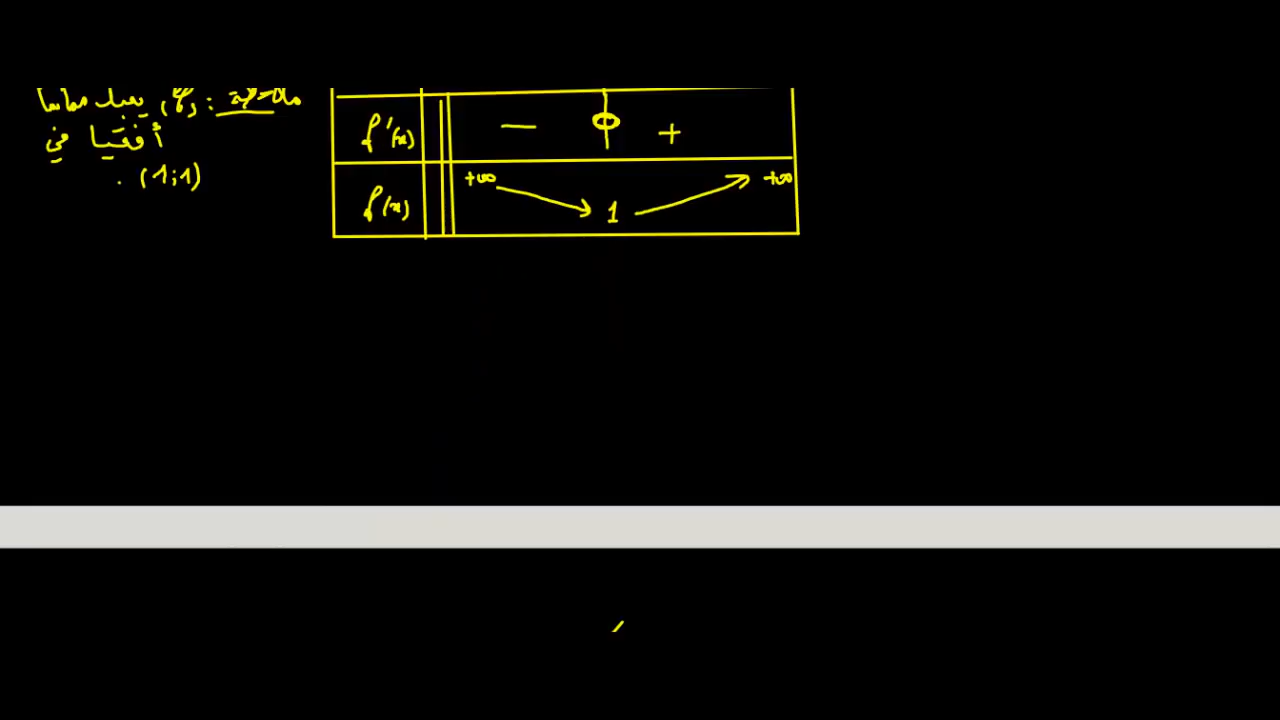 ملاحظة: (Cf) يقبل مماسا
أفقيا في
(1;1) .
f'(x) − 0 +
f(x) +∞ 1 +∞